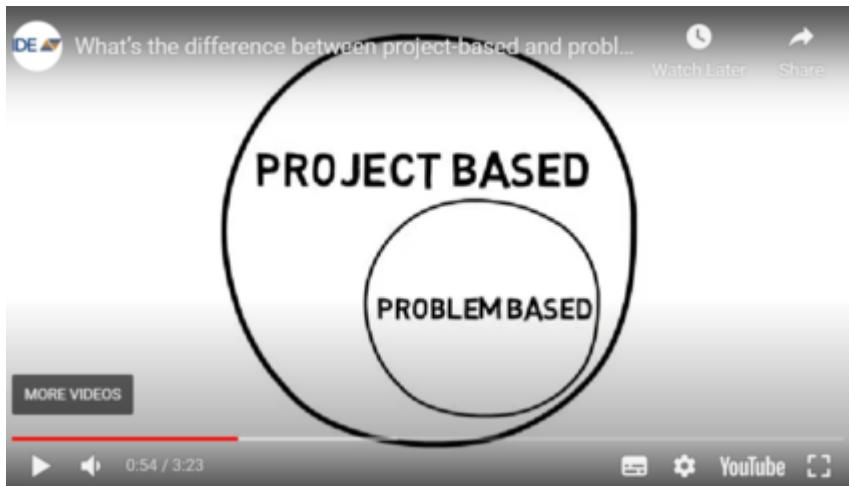 IDEA What's the difference between project-based and probl...
Watch Later Share
PROJECT BASED
PROBLEM BASED
MORE VIDEOS
0:54 / 3:23 YouTube